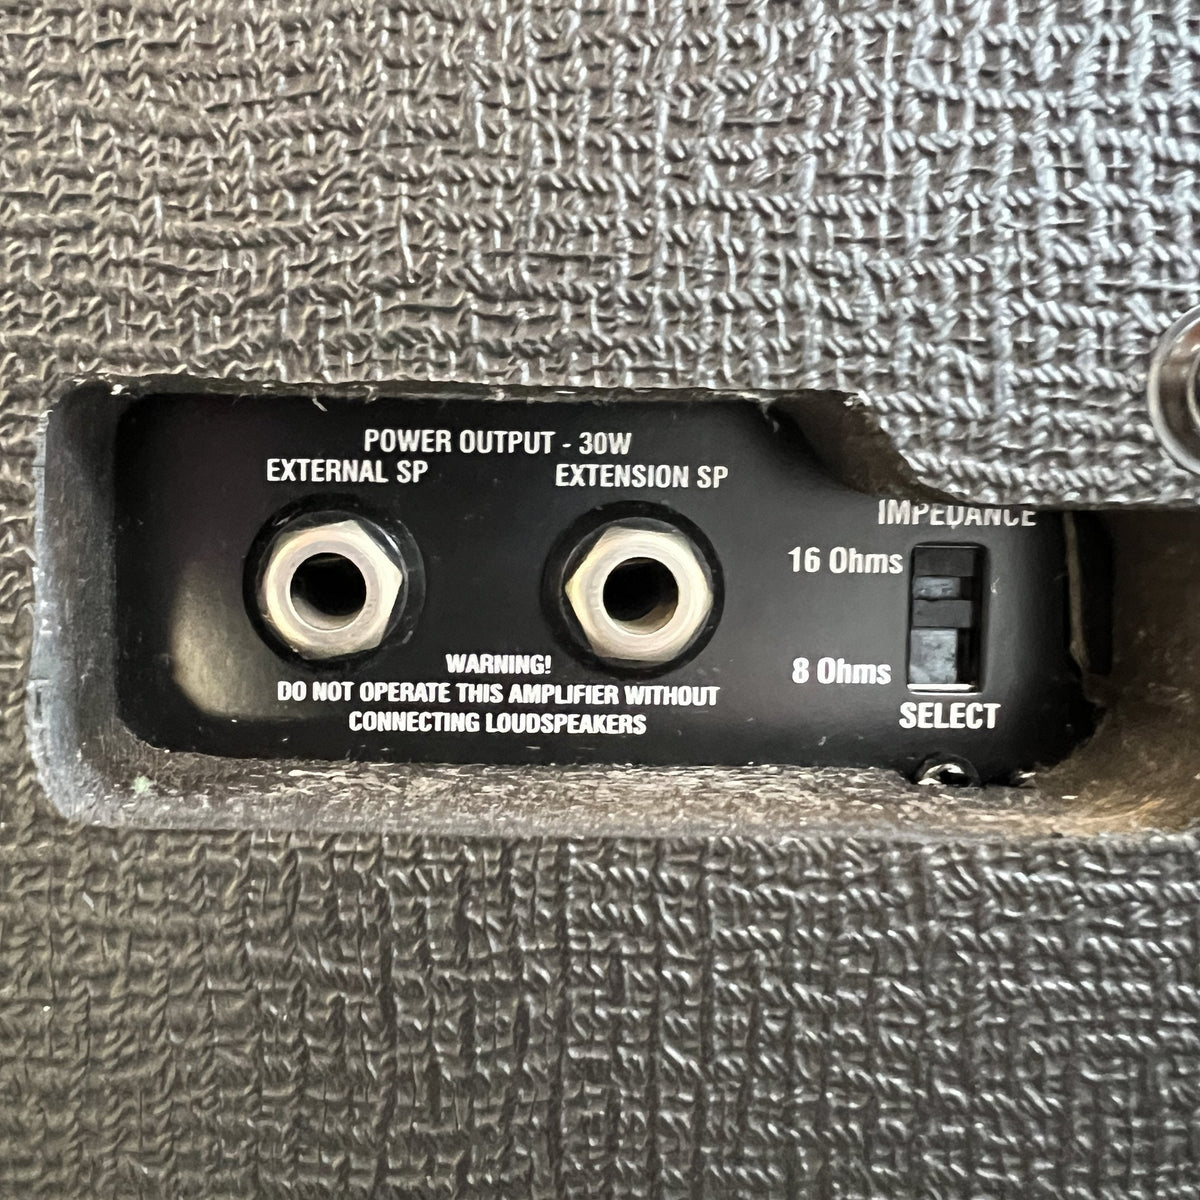 POWER OUTPUT - 30W
EXTERNAL SP
EXTENSION SP
IMPEDANCE
16 Ohms
8 Ohms
SELECT
WARNING!
DO NOT OPERATE THIS AMPLIFIER WITHOUT
CONNECTING LOUDSPEAKERS